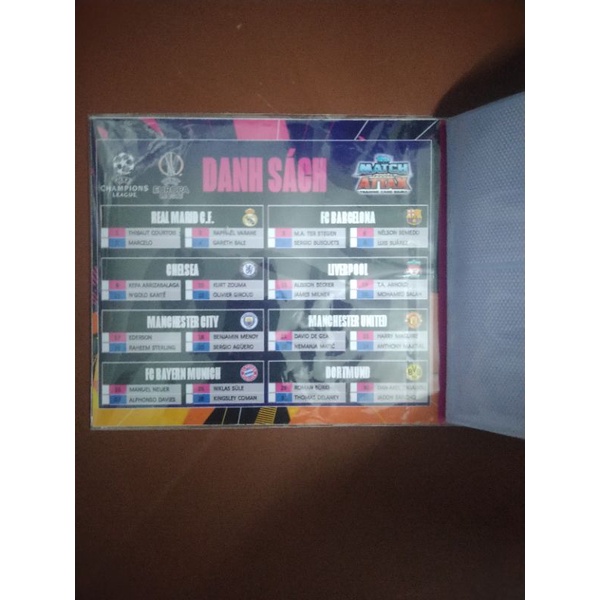 CHAMPIONS
LEAGUE
EUROPA
DANH SÁCH
MATCH
ATTAX
REAL MARID C.F.
FC BARCELONA
THIBAUT COURTOIS
RAPHAËL VARANE
M.A. TER STEGEN
NÉLSON SEMEDO
MARCELO
GARETH BALE
SERGIO BUSQUETS
LUIS SUÁREZ
CHELSEA
LIVERPOOL
KEPA ARRIZABALAGA
KURT ZOUMA
ALISSON BECKER
T.A. ARNOLD
N'GOLO KANTÉ
OLIVIER GIROUD
JAMES MILNER
MOHAMED SALAH
MANCHESTER CITY
MANCHESTER UNITED
EDERSON
BENJAMIN MENDY
DAVID DE GEA
HARRY MAGUIRE
RAHEEM STERLING
SERGIO AGÜERO
NEMANJA MATIĆ
ANTHONY MARTIAL
FC BAYERN MUNICH
DORTMUND
MANUEL NEUER
NIKLAS SÜLE
ROMAN BÜRKI
ALPHONSO DAVIES
KINGSLEY COMAN
THOMAS DELANEY
JADON SANCHO